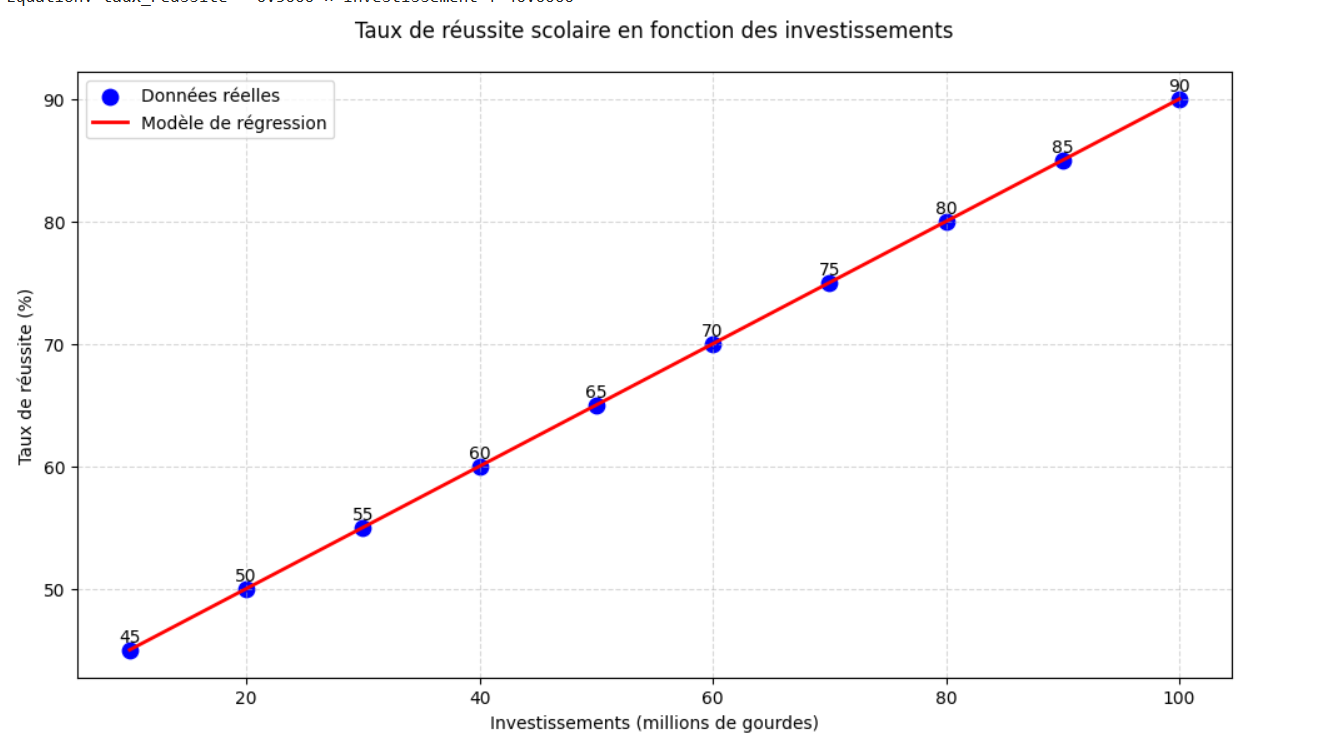 Taux de réussite scolaire en fonction des investissements
Données réelles
Modèle de régression
90
85
80
75
70
65
60
55
50
45
90
80
70
60
50
Taux de réussite (%)
20 40 60 80 100
Investissements (millions de gourdes)